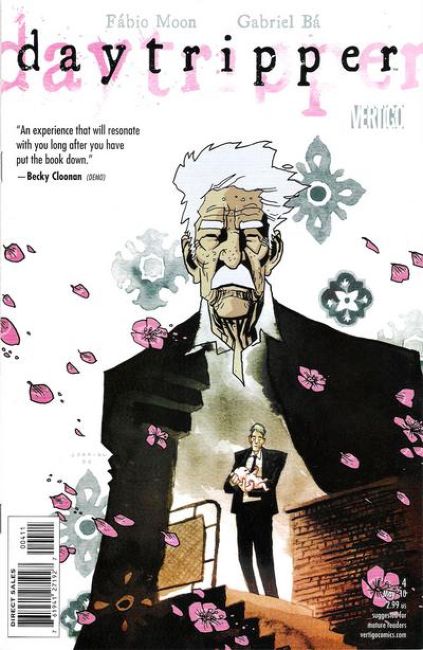 Fábio Moon   Gabriel Bá
daytripper
daytripper™
VERTIGO
"An experience that will resonate
with you long after you have
put the book down."
— Becky Cloonan (DEMO)
00411
DIRECT SALES
4
May '10
2.99 US
suggested for
mature readers
vertigocomics.com